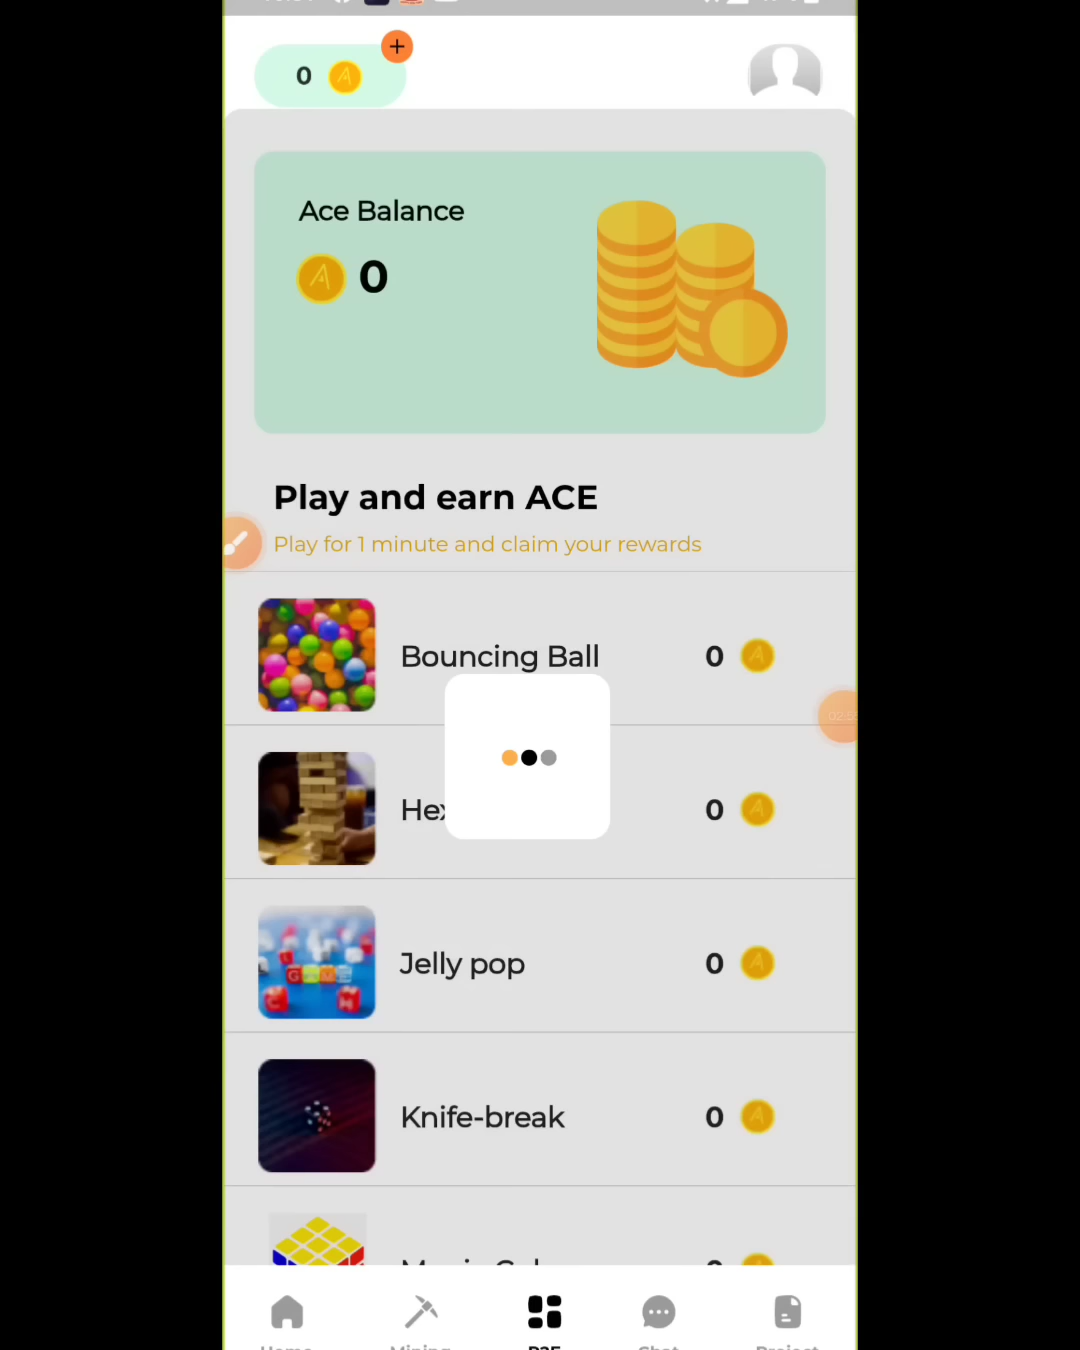 0
Ace Balance
0
Play and earn ACE
Play for 1 minute and claim your rewards
Bouncing Ball 0
0
Jelly pop 0
Knife-break 0